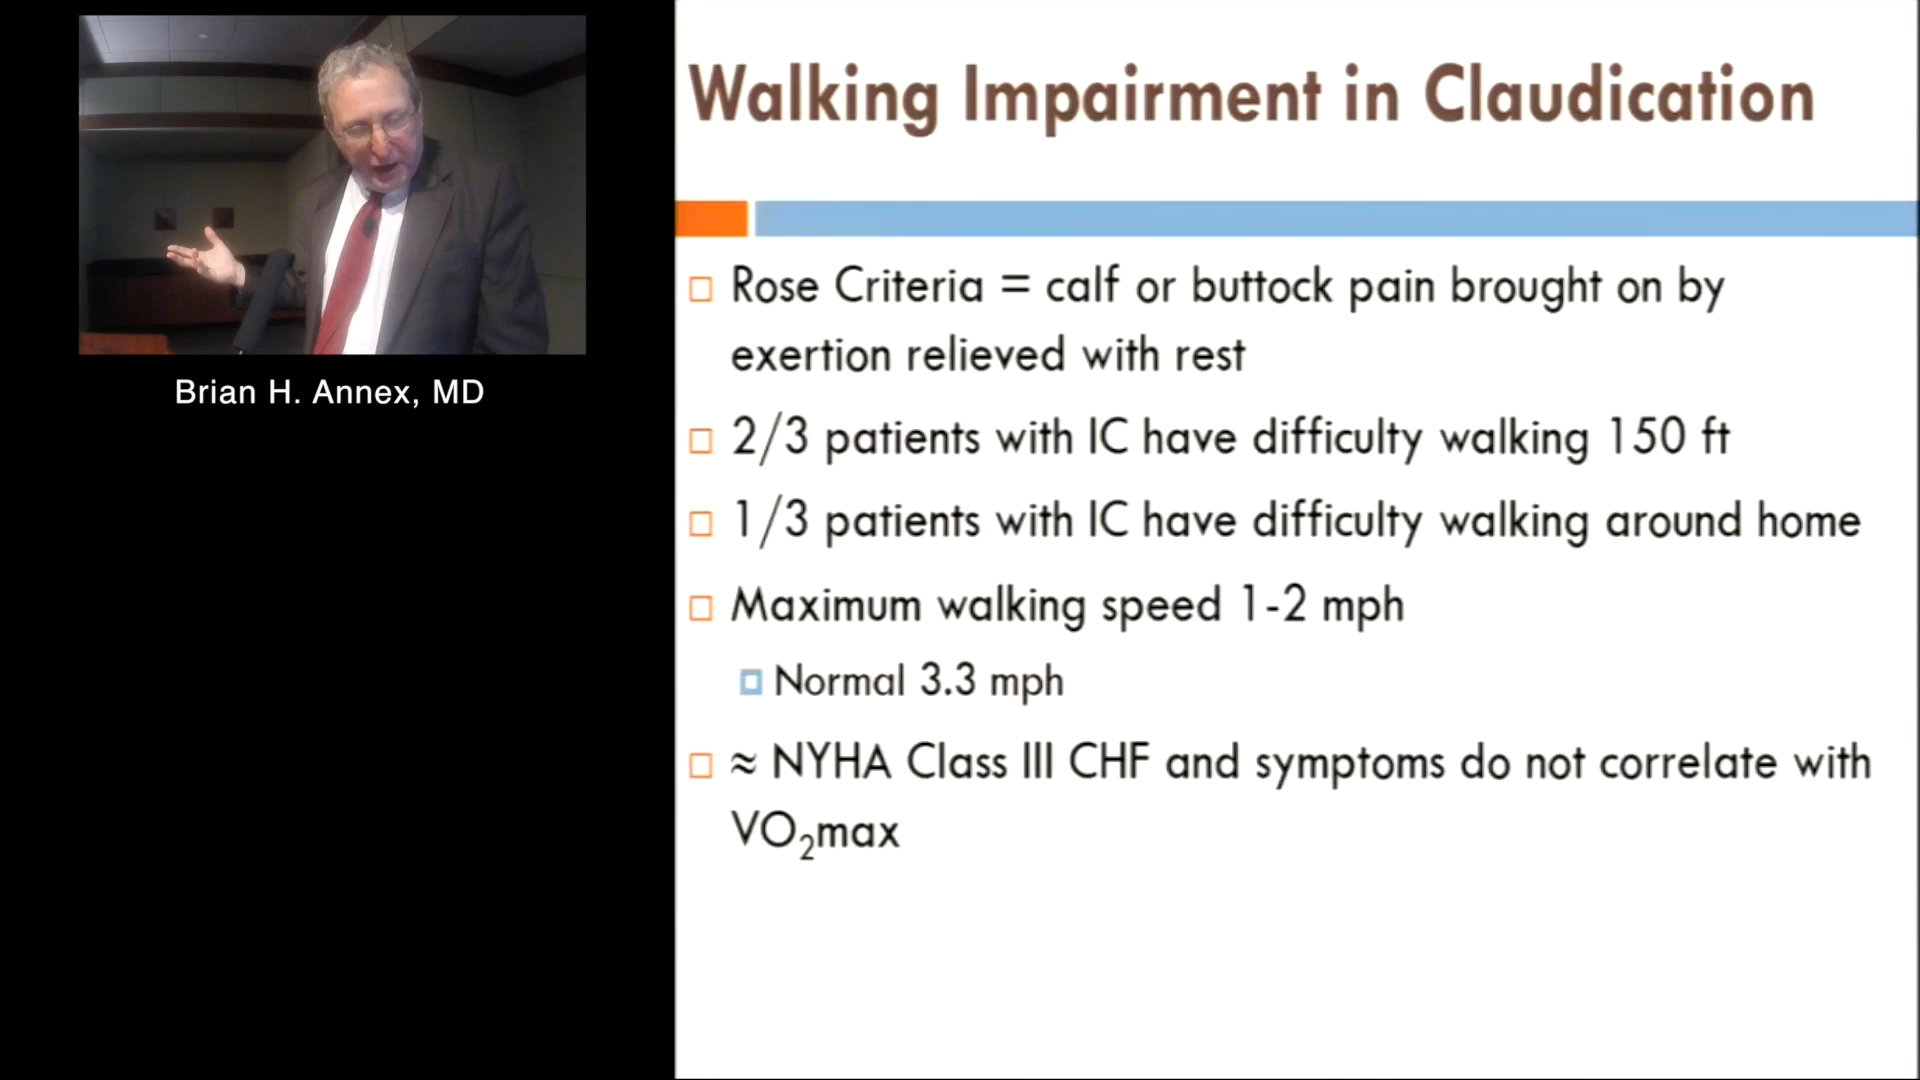 Brian H. Annex, MD
Walking Impairment in Claudication
Rose Criteria = calf or buttock pain brought on by
exertion relieved with rest
2/3 patients with IC have difficulty walking 150 ft
1/3 patients with IC have difficulty walking around home
Maximum walking speed 1-2 mph
Normal 3.3 mph
≈ NYHA Class III CHF and symptoms do not correlate with
VO₂max